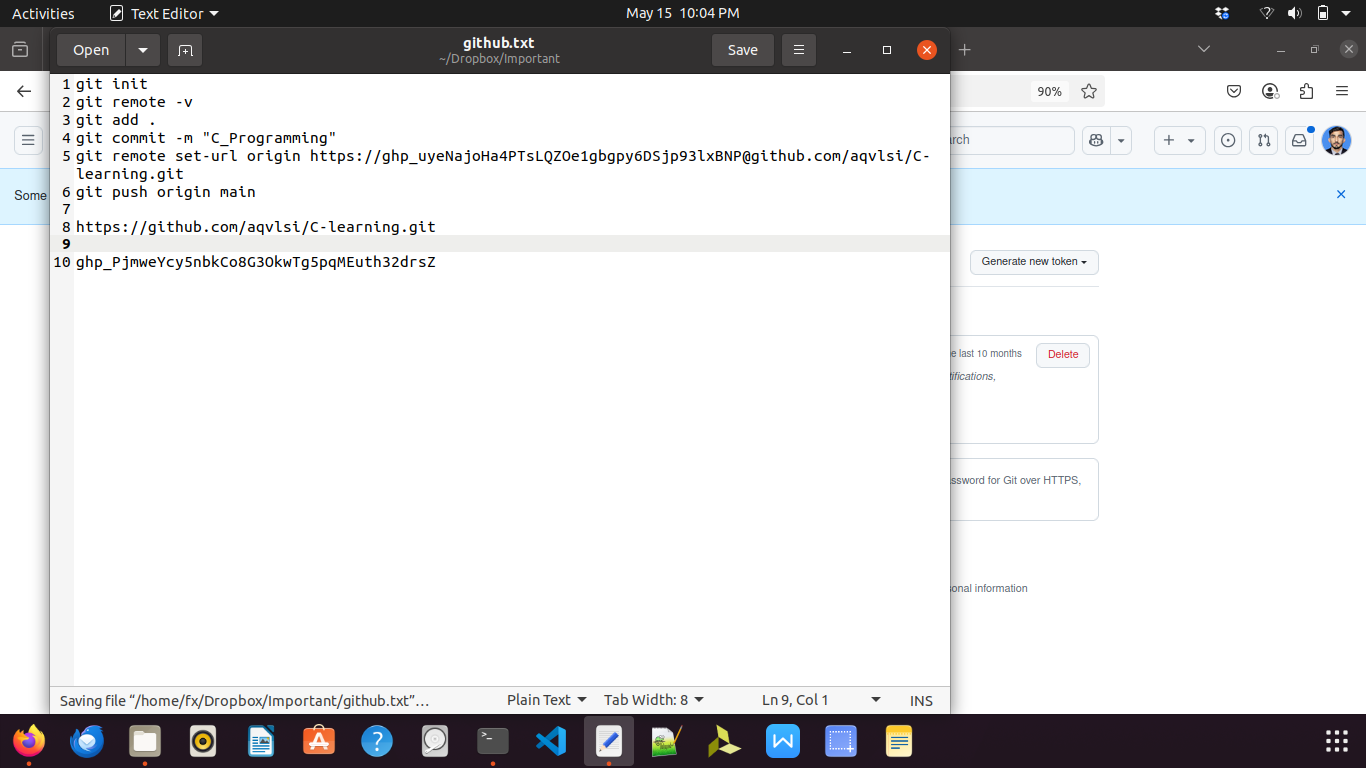 Activities
Text Editor
May 15 10:04 PM
Open
github.txt
~/Dropbox/Important
Save
90%
1 git init
2 git remote -v
3 git add .
4 git commit -m "C_Programming"
5 git remote set-url origin https://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@github.com/aqvlsi/C-
learning.git
6 git push origin main
7
8 https://github.com/aqvlsi/C-learning.git
9
10 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
Some
Generate new token
last 10 months
Delete
for Git over HTTPS,
information
Saving file “/home/fx/Dropbox/Important/github.txt”…
Plain Text
Tab Width: 8
Ln 9, Col 1
INS